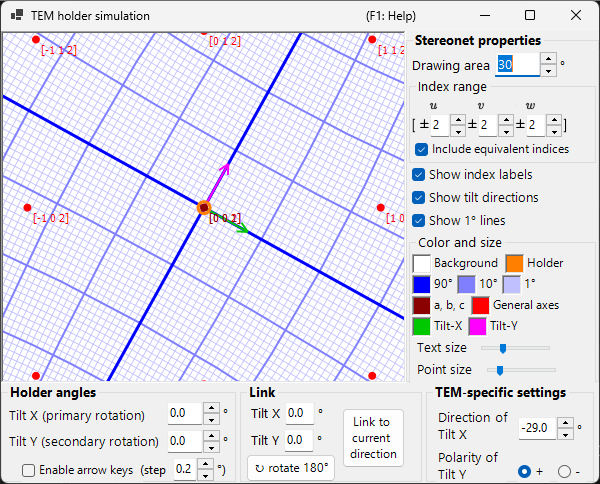 TEM holder simulation (F1: Help)
[-1 1 2]
[0 1 2]
[1 1 2]
[-1 0 2]
[0 0 1]
[1 0
Stereonet properties
Drawing area 30 °
Index range
u v w
[ ± 2 ± 2 ± 2 ]
Include equivalent indices
Show index labels
Show tilt directions
Show 1° lines
Color and size
Background Holder
90° 10° 1°
a, b, c General axes
Tilt-X Tilt-Y
Text size
Point size
Holder angles
Tilt X (primary rotation) 0.0 °
Tilt Y (secondary rotation) 0.0 °
Enable arrow keys (step 0.2 °)
Link
Tilt X 0.0 °
Tilt Y 0.0 °
↻ rotate 180°
Link to
current
direction
TEM-specific settings
Direction of
Tilt X
-29.0 °
Polarity of
Tilt Y
+ -